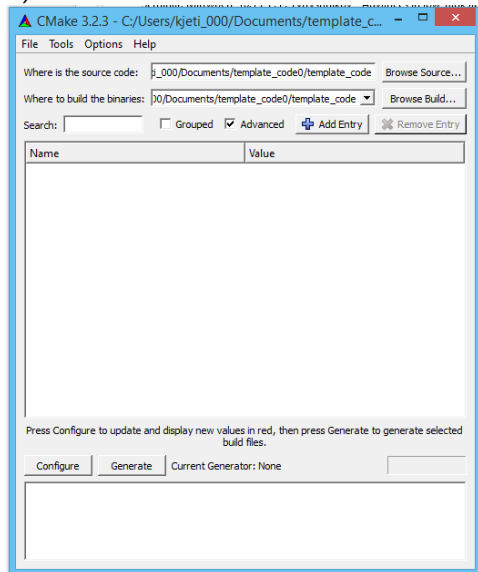 CMake 3.2.3 - C:/Users/kjeti_000/Documents/template_c...
File Tools Options Help
Where is the source code: i_000/Documents/template_code0/template_code Browse Source...
Where to build the binaries: 00/Documents/template_code0/template_code Browse Build...
Search: Grouped Advanced Add Entry Remove Entry
Name Value
Press Configure to update and display new values in red, then press Generate to generate selected
build files.
Configure Generate Current Generator: None